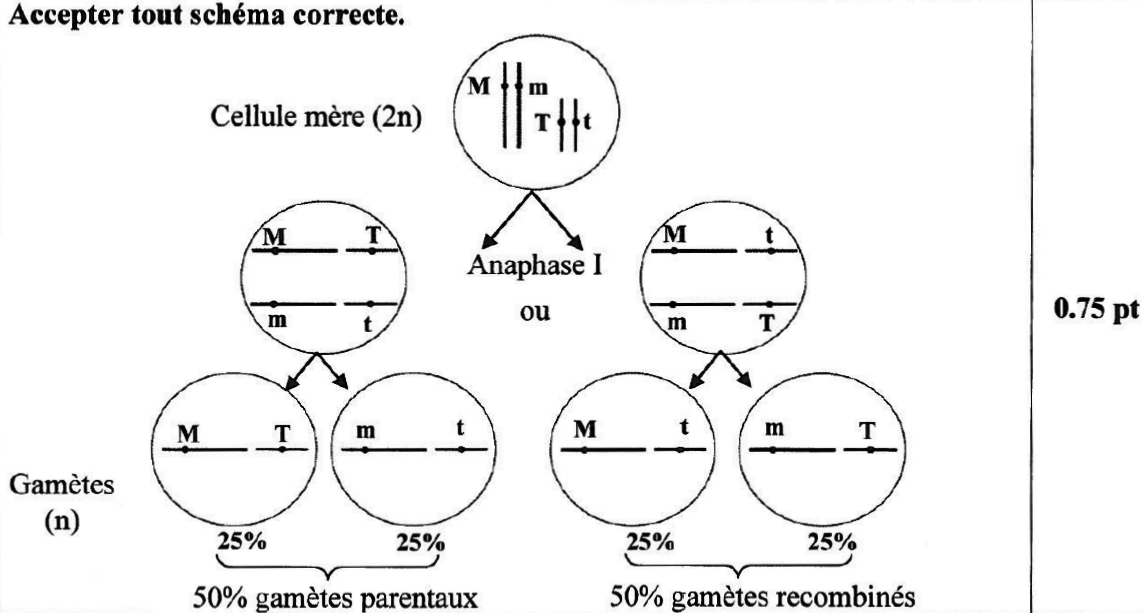 Accepter tout schéma correcte.
M m
Cellule mère (2n)
T t
M T
M t
Anaphase I
ou
m t
m T
0.75 pt
M T
m t
M t
m T
Gamètes
(n)
25% 25% 25% 25%
50% gamètes parentaux
50% gamètes recombinés